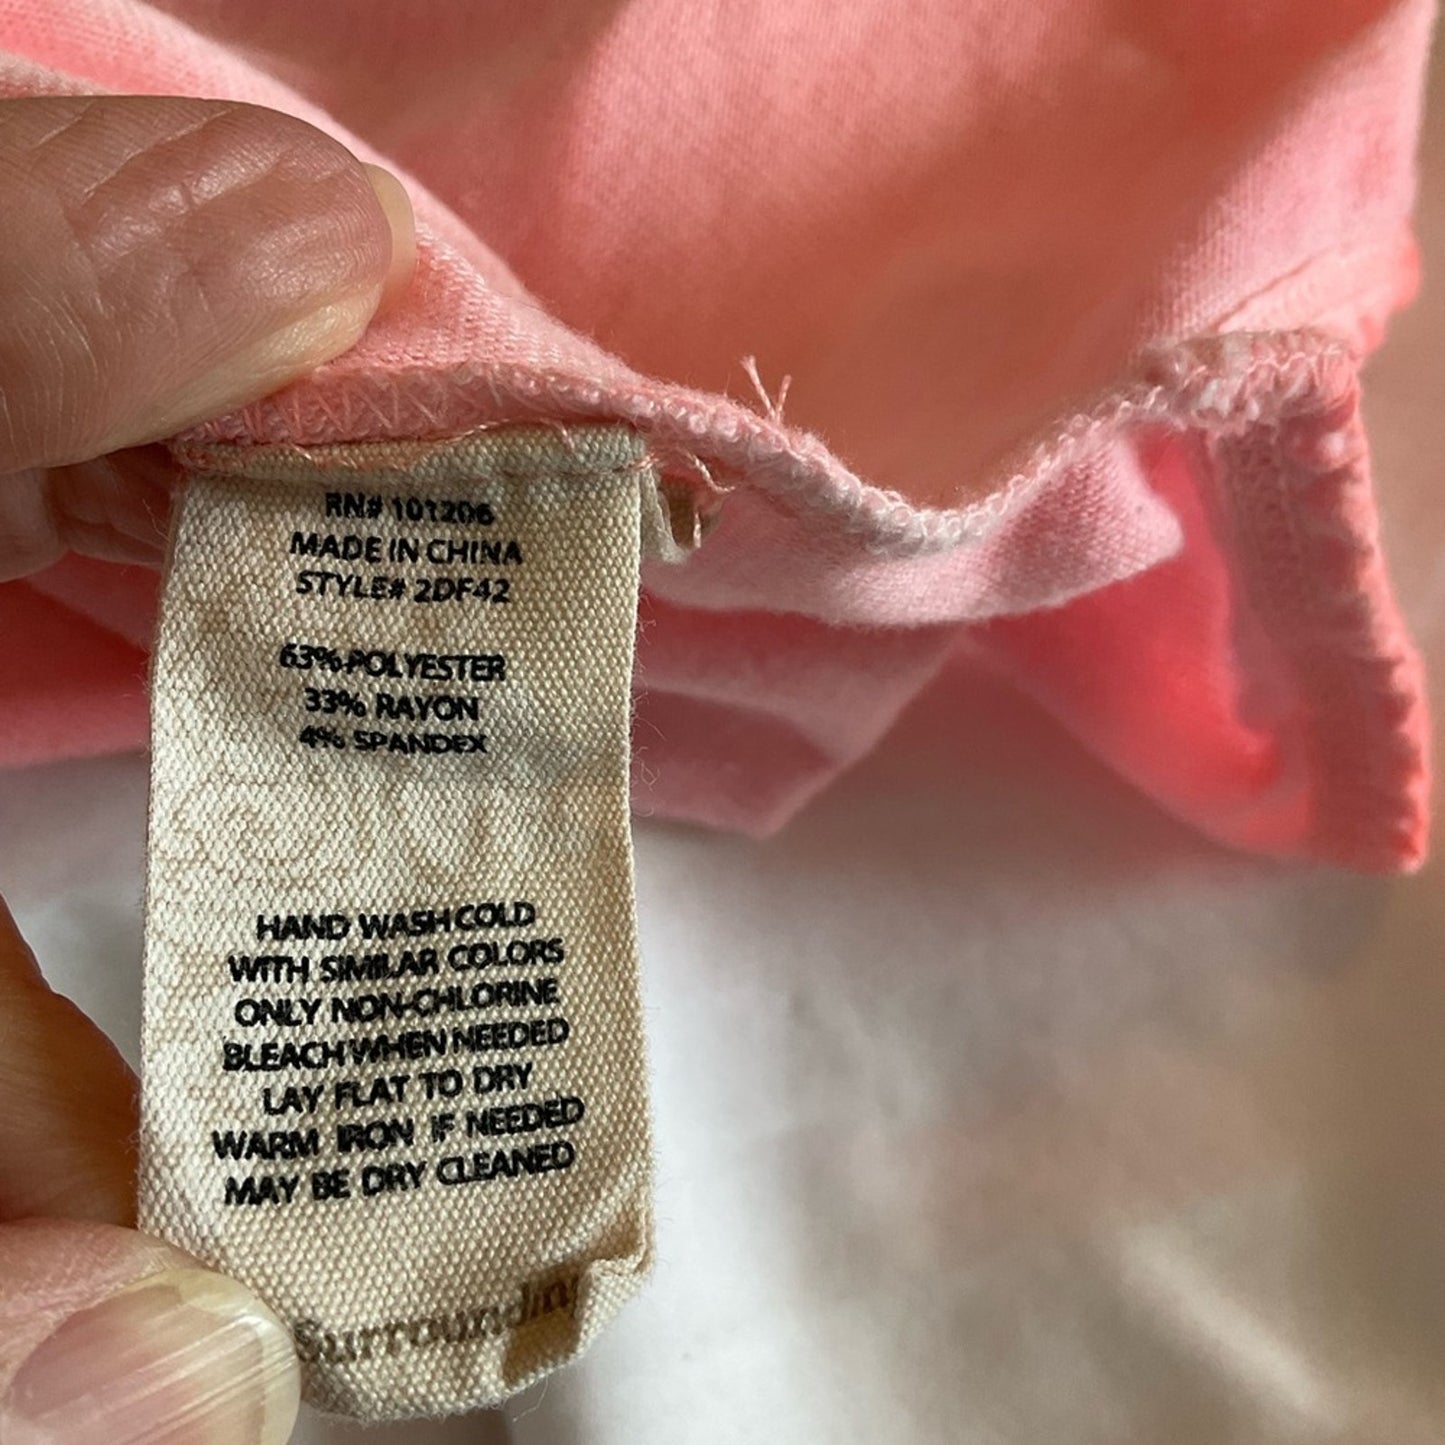 RN# 101206
MADE IN CHINA
STYLE# 2DF42
63% POLYESTER
33% RAYON
4% SPANDEX
HAND WASH COLD
WITH SIMILAR COLORS
ONLY NON-CHLORINE
BLEACH WHEN NEEDED
LAY FLAT TO DRY
WARM IRON IF NEEDED
MAY BE DRY CLEANED